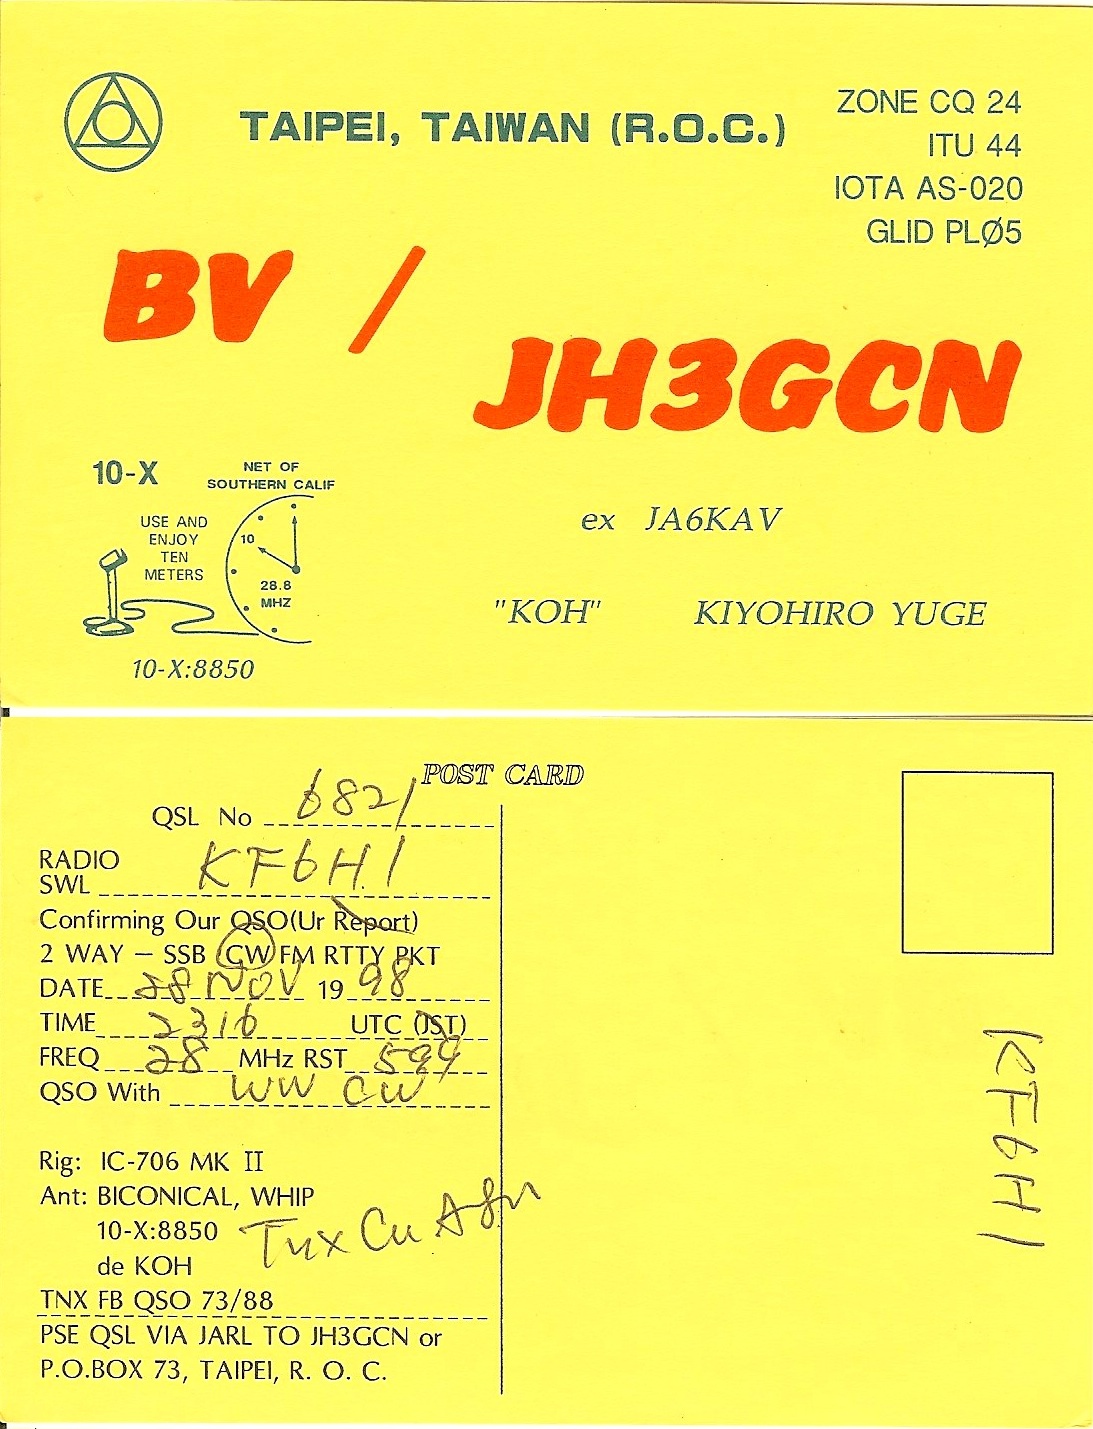 TAIPEI, TAIWAN (R.O.C.)
ZONE CQ 24
ITU 44
IOTA AS-020
GLID PLØ5
BV /
JH3GCN
10-X
NET OF
SOUTHERN CALIF
USE AND
ENJOY
TEN
METERS
10
28.8
MHZ
10-X:8850
ex JA6KAV
"KOH" KIYOHIRO YUGE
POST CARD
QSL No 6821
RADIO
SWL KF6HI
Confirming Our QSO(Ur Report)
2 WAY — SSB CW FM RTTY PKT
DATE 28 NOV 1998
TIME 2316 UTC (JST)
FREQ 28 MHz RST 599
QSO With WW CW
Rig: IC-706 MK II
Ant: BICONICAL, WHIP
10-X:8850
de KOH
Tnx Cu Agn
TNX FB QSO 73/88
PSE QSL VIA JARL TO JH3GCN or
P.O.BOX 73, TAIPEI, R. O. C.
KF6HI